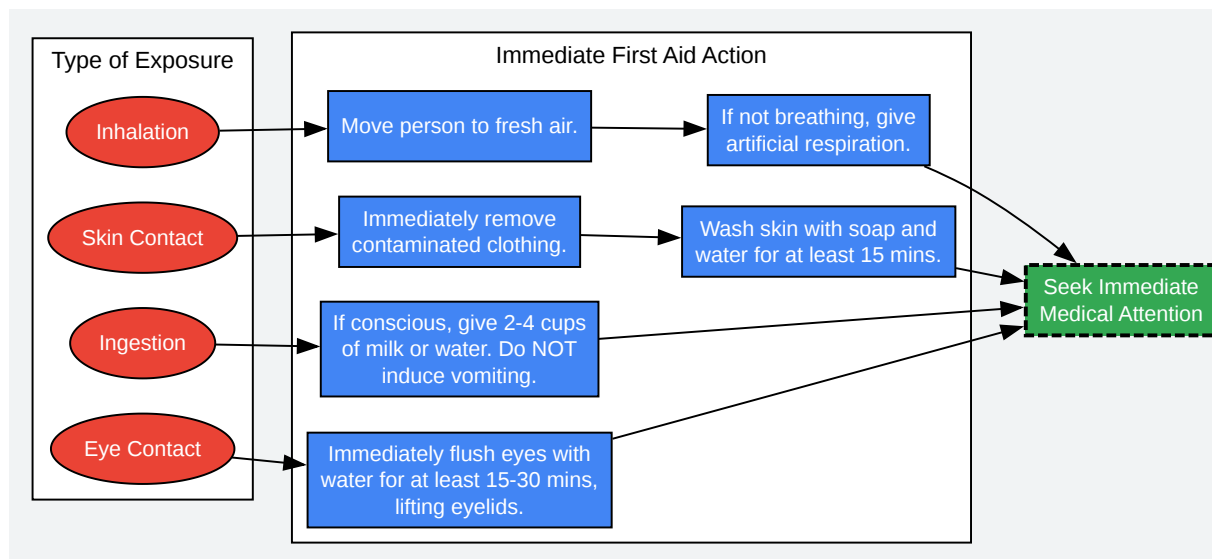 Type of Exposure
Immediate First Aid Action
Inhalation
Move person to fresh air.
If not breathing, give
artificial respiration.
Skin Contact
Immediately remove
contaminated clothing.
Wash skin with soap and
water for at least 15 mins.
Seek Immediate
Medical Attention
Ingestion
If conscious, give 2-4 cups
of milk or water. Do NOT
induce vomiting.
Eye Contact
Immediately flush eyes with
water for at least 15-30 mins,
lifting eyelids.